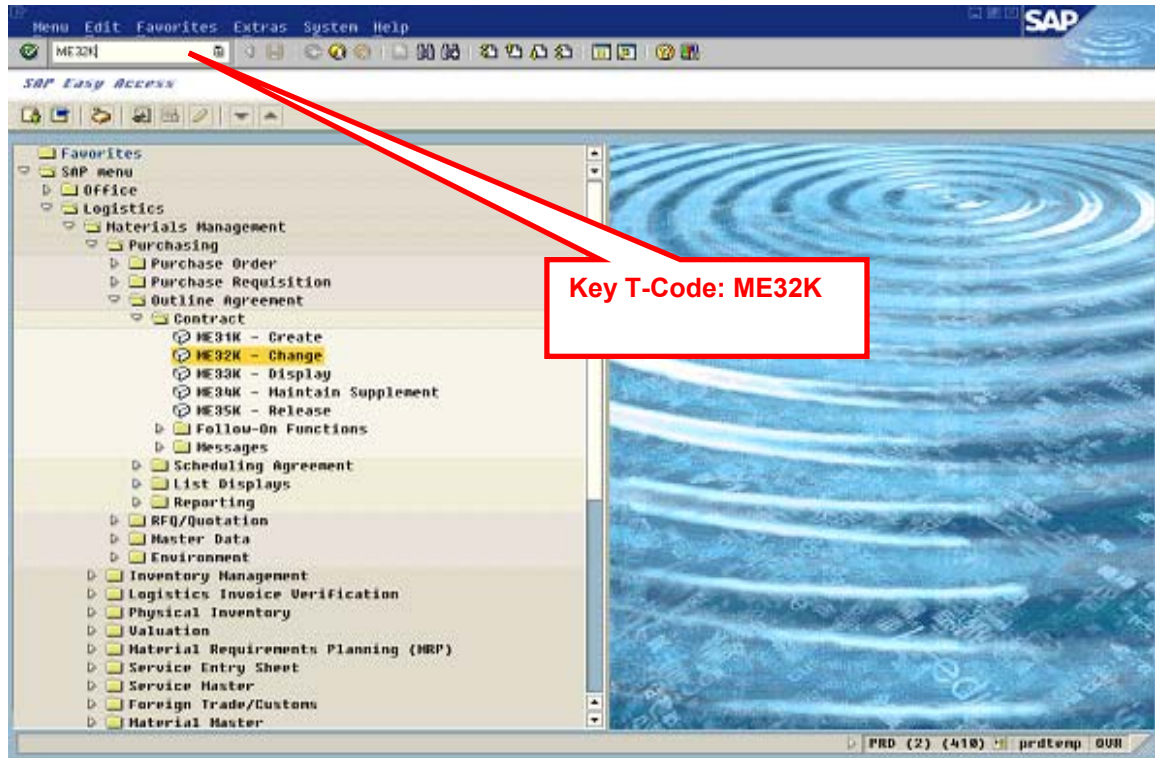 Menu Edit Favorites Extras System Help
SAP
ME32K
SAP Easy Access
Favorites
SAP menu
Office
Logistics
Materials Management
Purchasing
Purchase Order
Purchase Requisition
Outline Agreement
Contract
ME31K - Create
ME32K - Change
ME33K - Display
ME34K - Maintain Supplement
ME35K - Release
Follow-On Functions
Messages
Scheduling Agreement
List Displays
Reporting
RFQ/Quotation
Master Data
Environment
Inventory Management
Logistics Invoice Verification
Physical Inventory
Valuation
Material Requirements Planning (MRP)
Service Entry Sheet
Service Master
Foreign Trade/Customs
Material Master
Key T-Code: ME32K
PRD (2) (410) prdtemp OVR